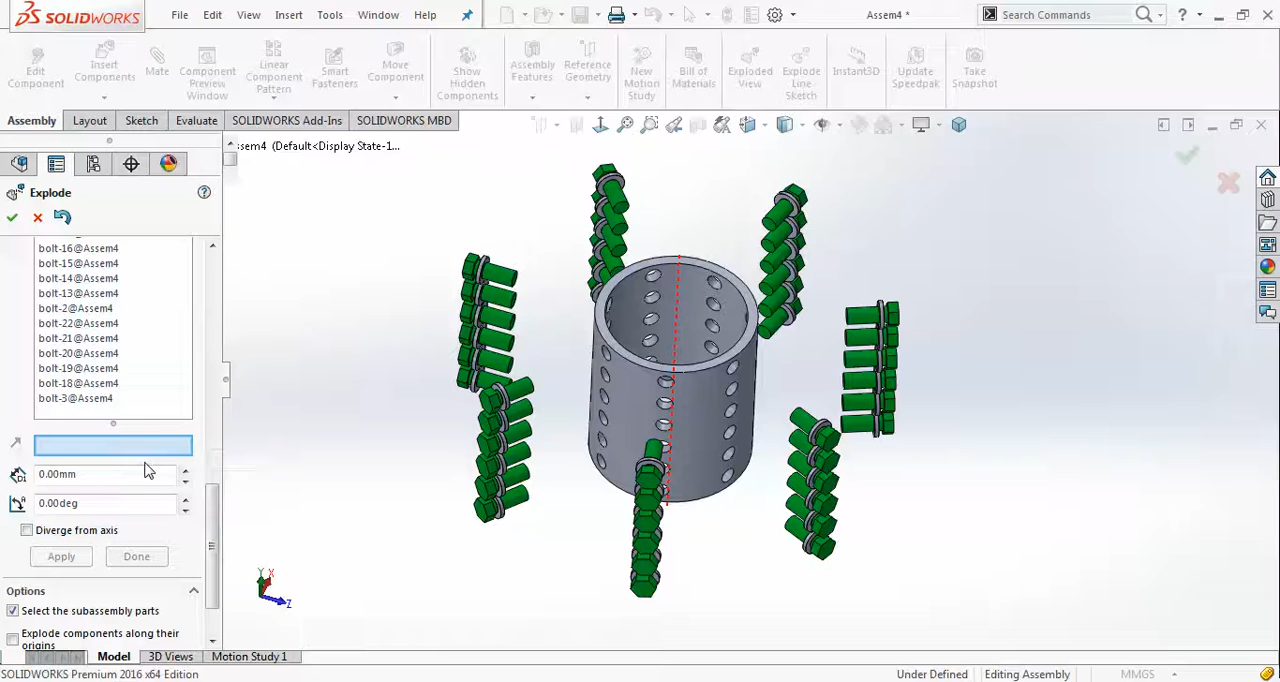 SOLIDWORKS
File Edit View Insert Tools Window Help
Assem4 *
Search Commands
?
Edit Component
Insert Components
Mate
Component Preview Window
Linear Component Pattern
Smart Fasteners
Move Component
Show Hidden Components
Assembly Features
Reference Geometry
New Motion Study
Bill of Materials
Exploded View
Explode Line Sketch
Instant3D
Update Speedpak
Take Snapshot
Assembly Layout Sketch Evaluate SOLIDWORKS Add-Ins SOLIDWORKS MBD
ssem4 (Default<Display State-1...
Explode
?
bolt-16@Assem4
bolt-15@Assem4
bolt-14@Assem4
bolt-13@Assem4
bolt-2@Assem4
bolt-22@Assem4
bolt-21@Assem4
bolt-20@Assem4
bolt-19@Assem4
bolt-18@Assem4
bolt-3@Assem4
D1
0.00mm
0.00deg
Diverge from axis
Apply Done
Options
Select the subassembly parts
Explode components along their
origins
Y
X
Z
Model 3D Views Motion Study 1
SOLIDWORKS Premium 2016 x64 Edition
Under Defined Editing Assembly MMGS